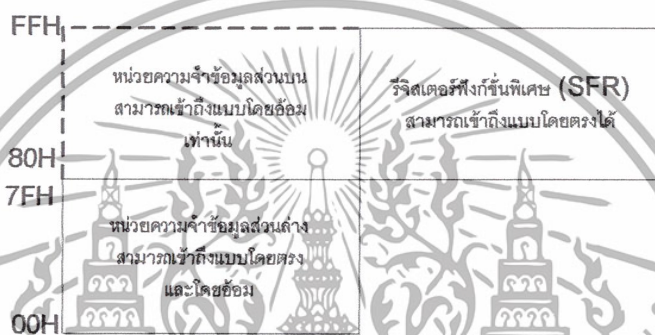 FFH
หน่วยความจำข้อมูลส่วนบน
สามารถเข้าถึงแบบโดยอ้อม
เท่านั้น
รีจิสเตอร์ฟังก์ชั่นพิเศษ (SFR)
สามารถเข้าถึงแบบโดยตรงได้
80H
7FH
หน่วยความจำข้อมูลส่วนล่าง
สามารถเข้าถึงแบบโดยตรง
และโดยอ้อม
00H